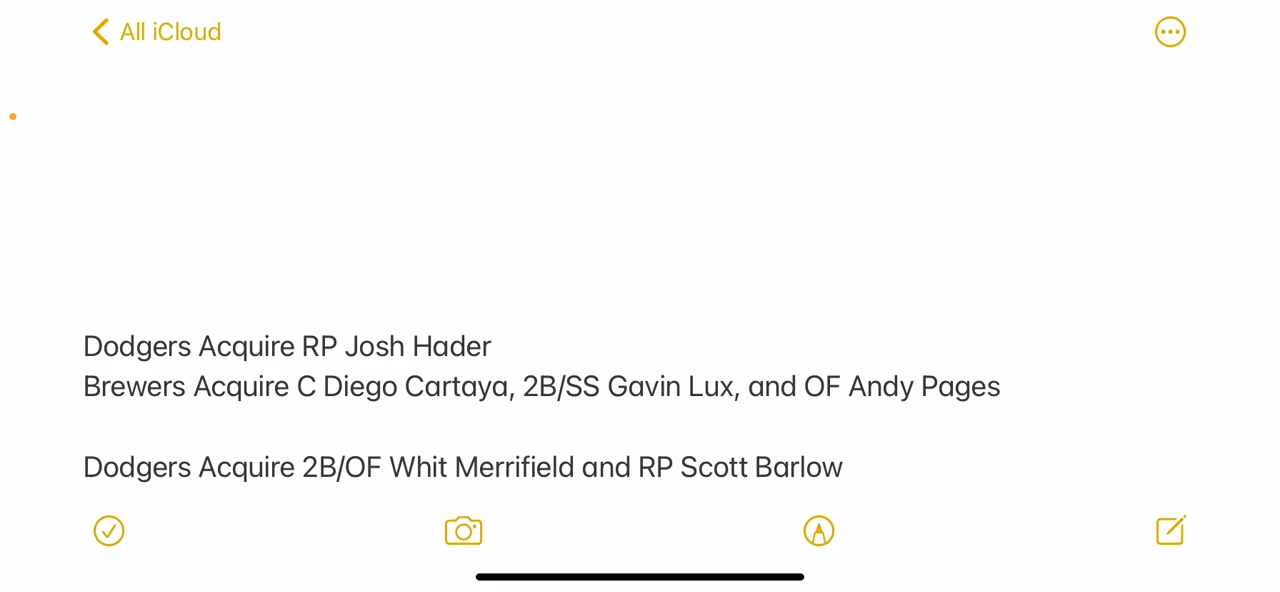 All iCloud
Dodgers Acquire RP Josh Hader
Brewers Acquire C Diego Cartaya, 2B/SS Gavin Lux, and OF Andy Pages
Dodgers Acquire 2B/OF Whit Merrifield and RP Scott Barlow